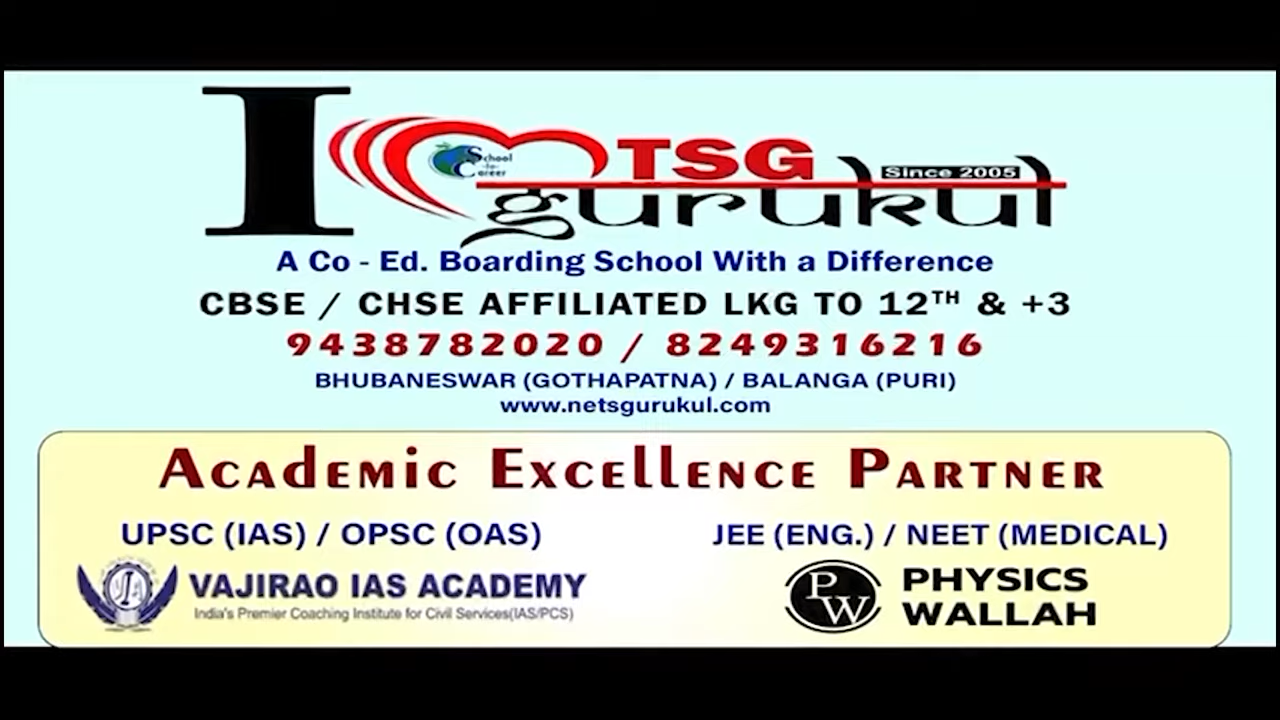 I TSG
School
-to-
Career
Since 2005
gurukul
A Co - Ed. Boarding School With a Difference
CBSE / CHSE AFFILIATED LKG TO 12TH & +3
9438782020 / 8249316216
BHUBANESWAR (GOTHAPATNA) / BALANGA (PURI)
www.netsgurukul.com
Academic Excellence Partner
UPSC (IAS) / OPSC (OAS)
JEE (ENG.) / NEET (MEDICAL)
VAJIRAO IAS ACADEMY
India's Premier Coaching Institute for Civil Services(IAS/PCS)
PW
PHYSICS
WALLAH